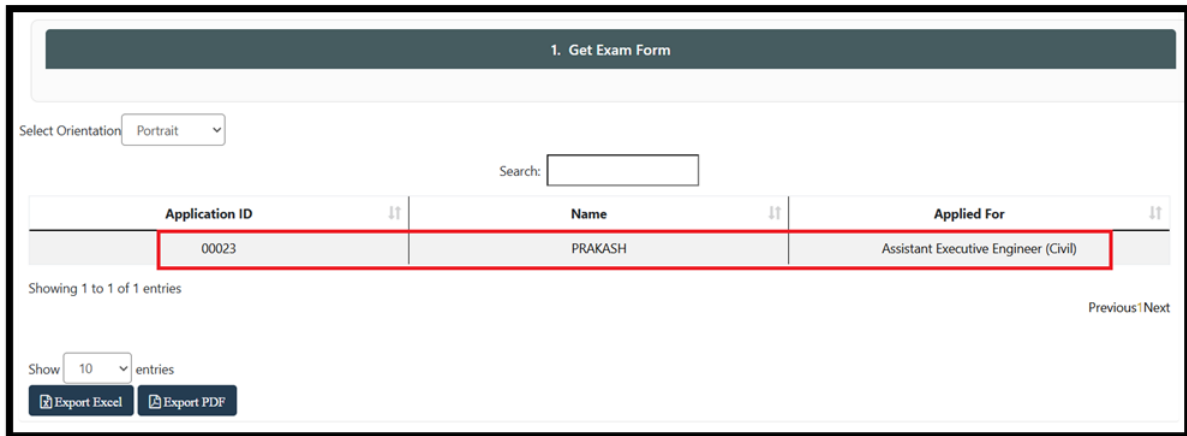 1. Get Exam Form
Select Orientation Portrait
Search:
Application ID Name Applied For
00023 PRAKASH Assistant Executive Engineer (Civil)
Showing 1 to 1 of 1 entries
Previous1Next
Show 10 entries
Export Excel Export PDF